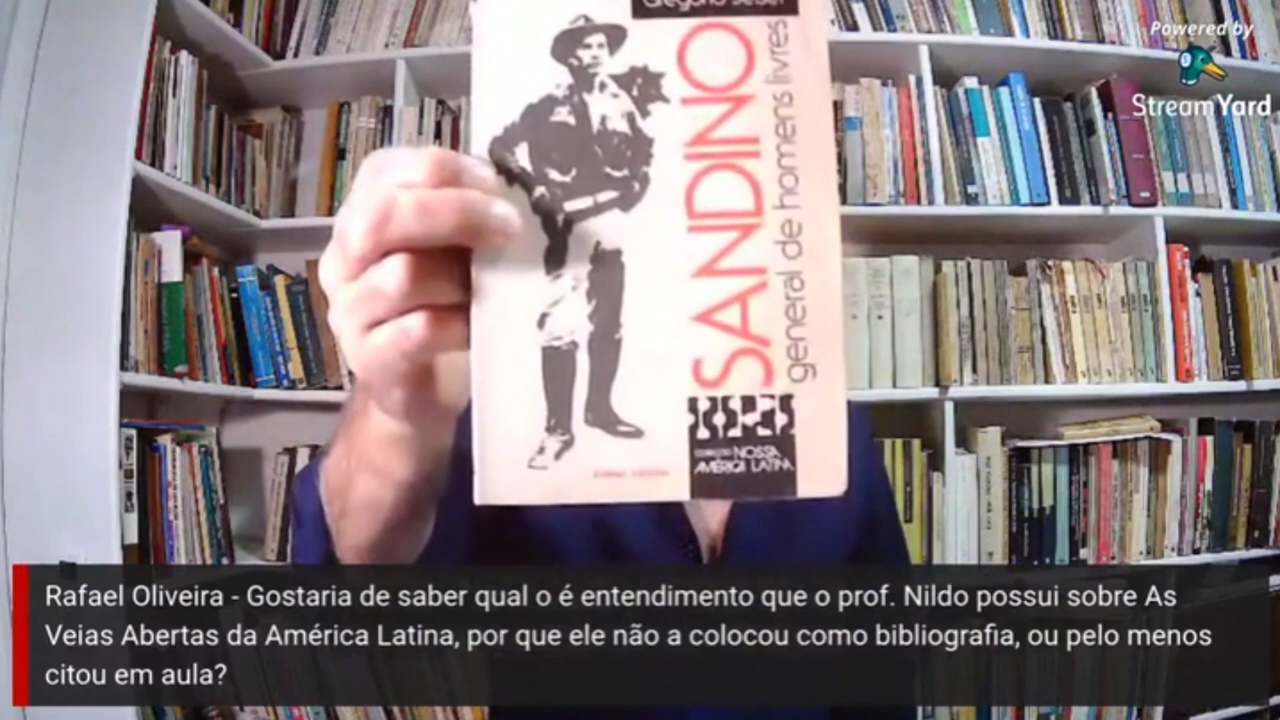 Powered by
StreamYard
SANDINO
general de homens livres
NOSSA
AMÉRICA LATINA
Rafael Oliveira - Gostaria de saber qual o é entendimento que o prof. Nildo possui sobre As
Veias Abertas da América Latina, por que ele não a colocou como bibliografia, ou pelo menos
citou em aula?